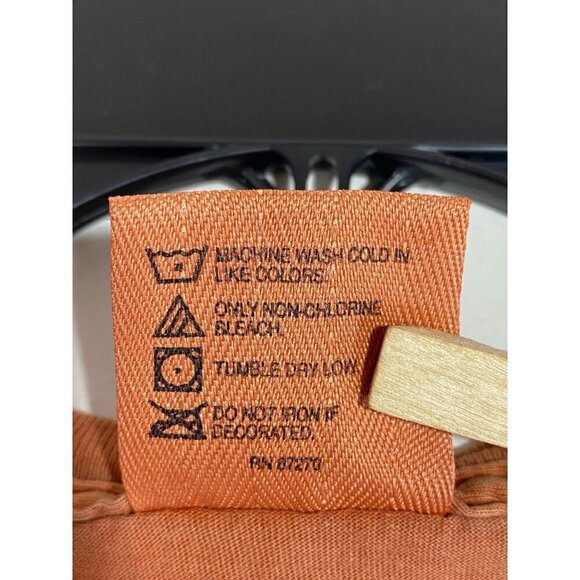 MACHINE WASH COLD IN
LIKE COLORS.
ONLY NON-CHLORINE
BLEACH.
TUMBLE DRY LOW
DO NOT IRON IF
DECORATED.
RN 87270